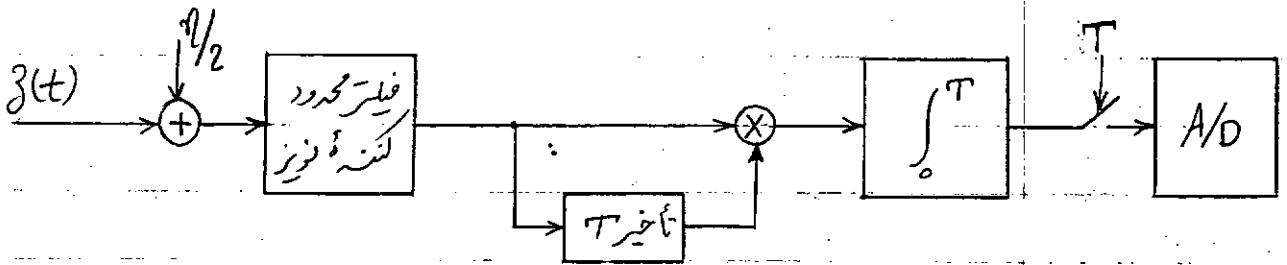 z(t)
η/2
+
فیلتر محدود
کنندهٔ نویز
×
تأخیر T
∫₀ᵀ
T
A/D